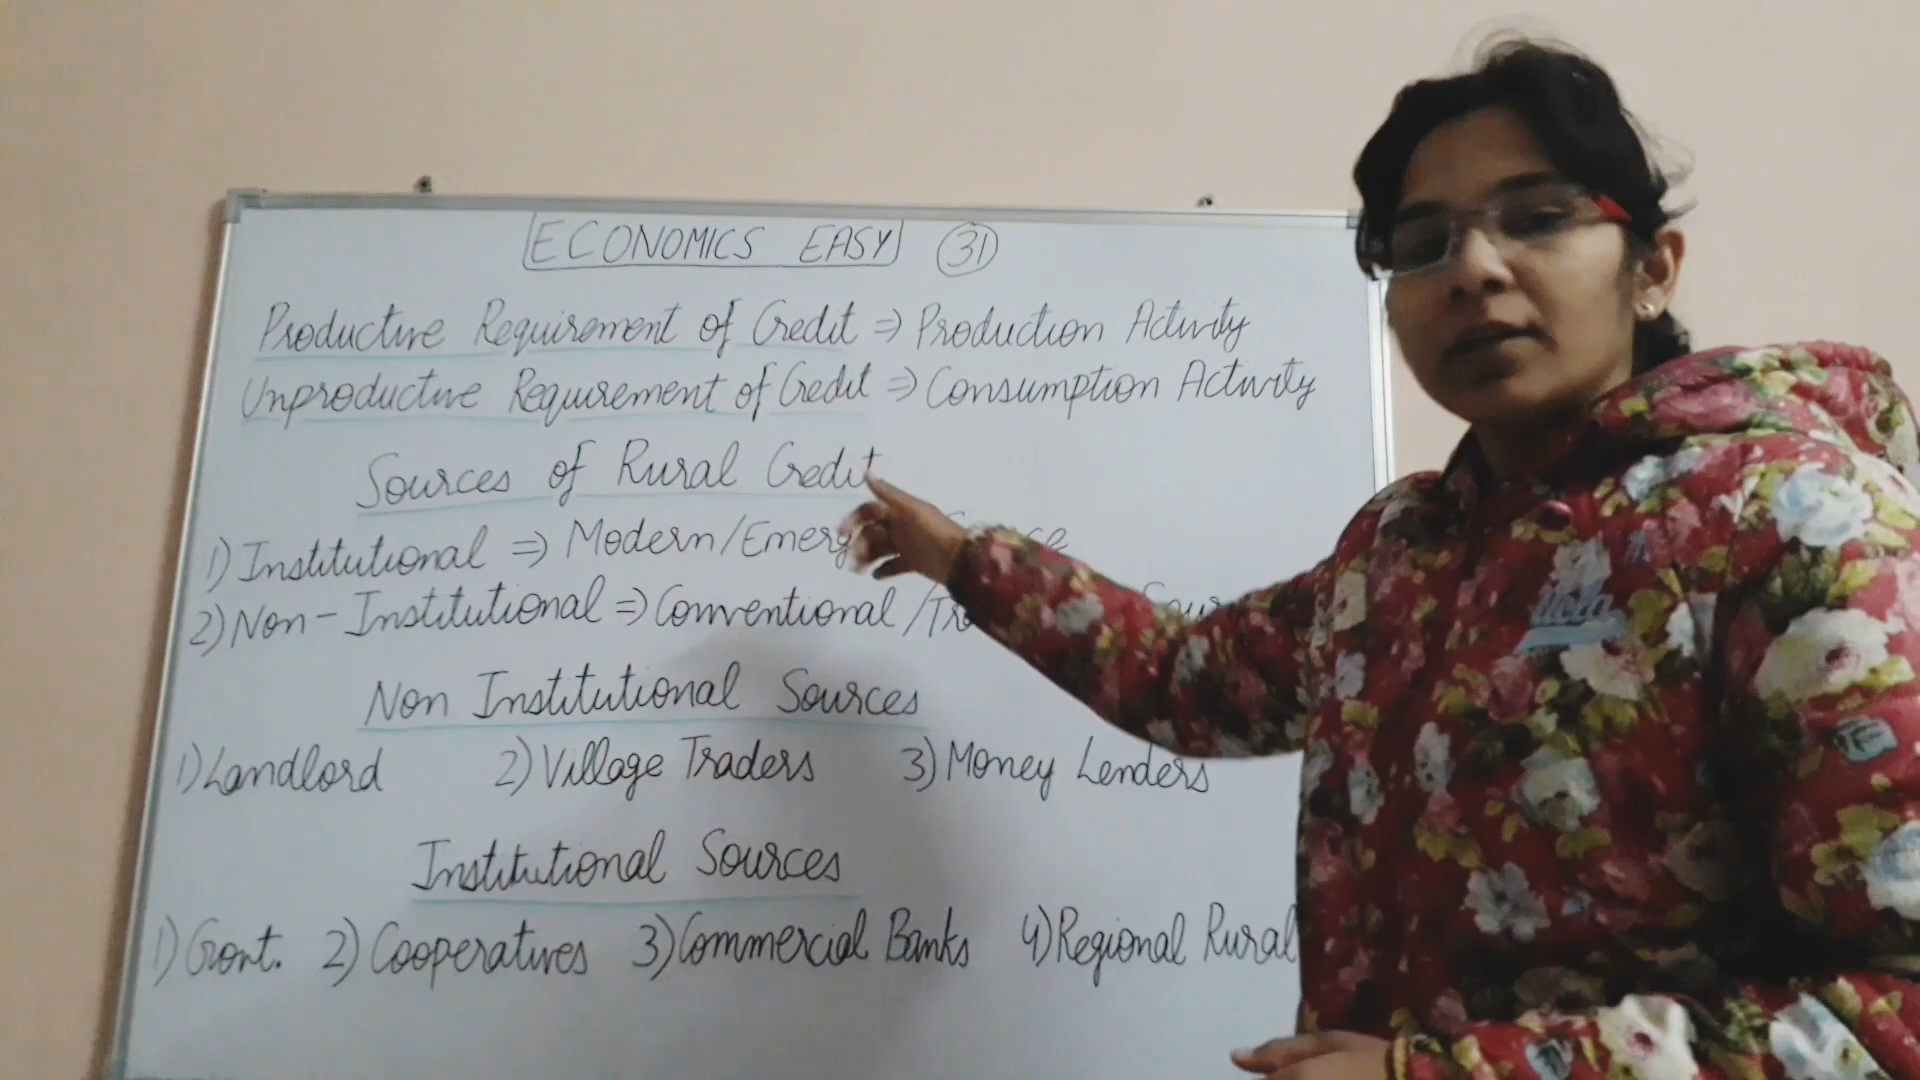 ECONOMICS EASY 31
Productive Requirement of Credit ⇒ Production Activity
Unproductive Requirement of Credit ⇒ Consumption Activity
Sources of Rural Credit
1) Institutional ⇒ Modern/
2) Non-Institutional ⇒ Conventional /
Non Institutional Sources
1) Landlord 2) Village Traders 3) Money Lenders
Institutional Sources
1) Govt. 2) Cooperatives 3) Commercial Banks 4) Regional Rural